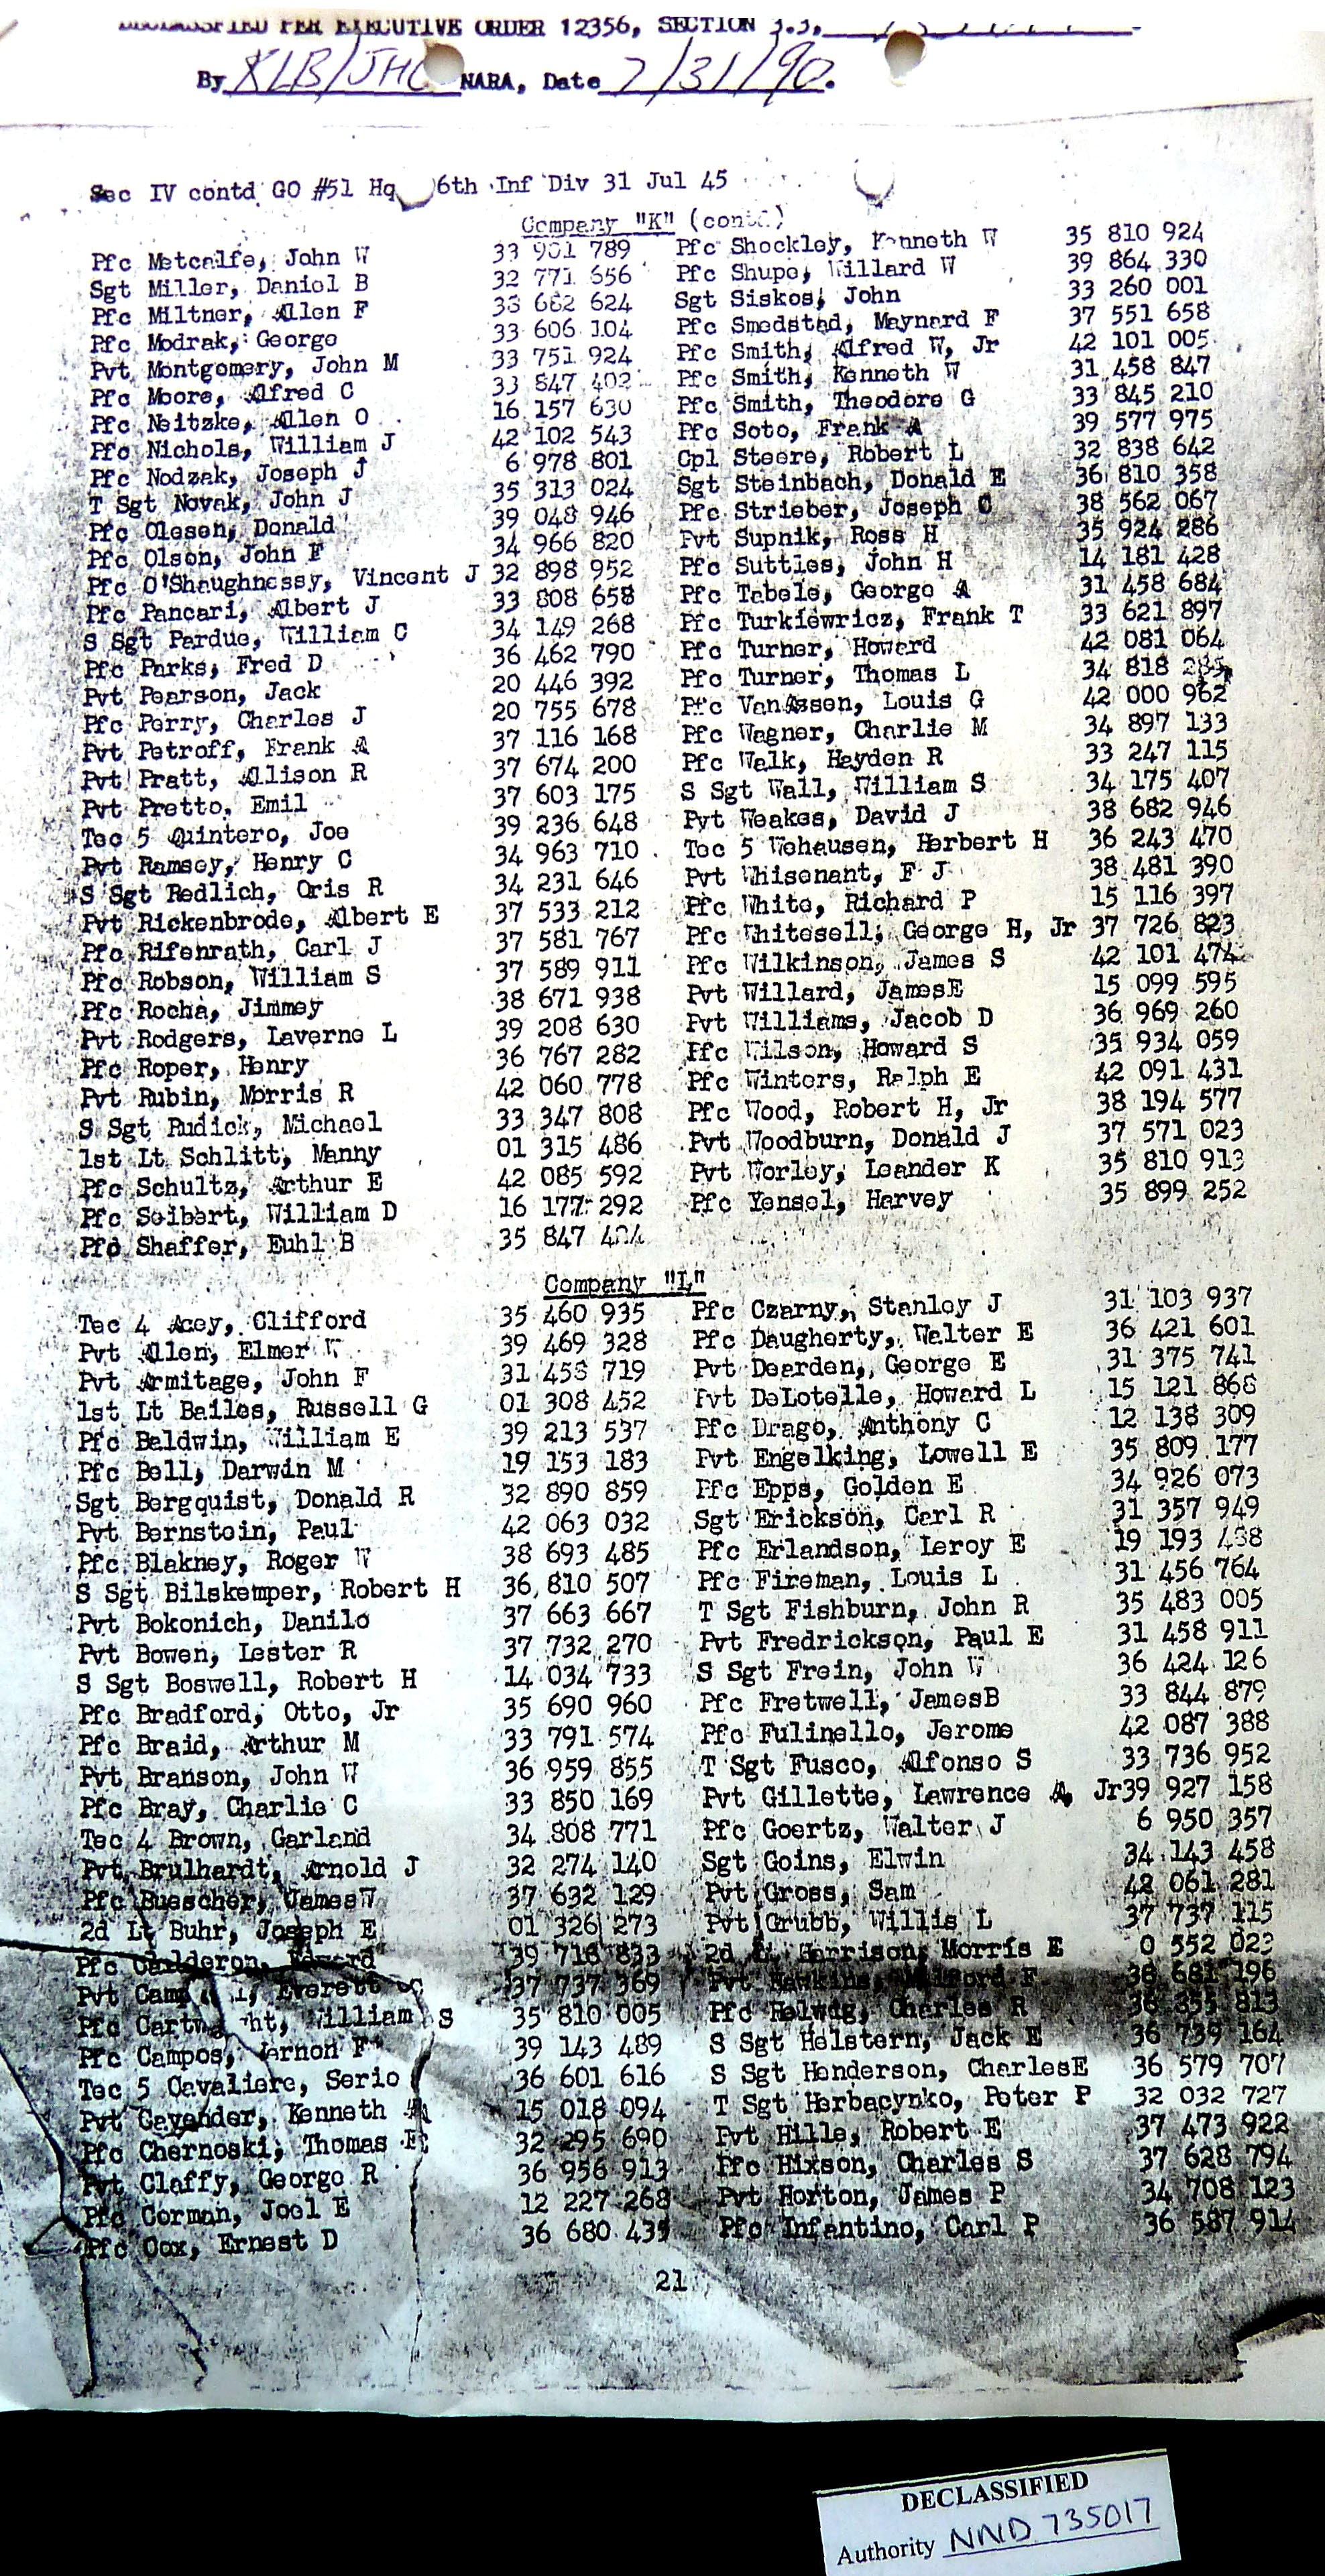 DECLASSIFIED PER EXECUTIVE ORDER 12356, SECTION 3.3,
By KLB/JHC NARA, Date 7/31/90.
Sec IV contd GO #51 Hq 6th Inf Div 31 Jul 45
Company "K" (contd)
Pfc Metcalfe, John W 33 901 789 Pfc Shockley, Kenneth W 35 810 924
Sgt Miller, Daniel B 32 771 656 Pfc Shupe, Willard W 39 864 330
Pfc Miltner, Allen F 33 662 624 Sgt Siskos, John 33 260 001
Pfc Modrak, George 33 606 104 Pfc Smedstad, Maynard F 37 551 658
Pvt Montgomery, John M 33 751 924 Pfc Smith, Alfred W, Jr 42 101 005
Pfc Moore, Alfred C 33 847 402 Pfc Smith, Kenneth W 31 458 847
Pfc Neitzke, Allen O 16 157 630 Pfc Smith, Theodore G 33 845 210
Pfc Nichols, William J 42 102 543 Pfc Soto, Frank A 39 577 975
Pfc Nodzak, Joseph J 6 978 801 Cpl Steere, Robert L 32 838 642
T Sgt Novak, John J 35 313 024 Sgt Steinbach, Donald E 36 810 358
Pfc Olesen, Donald 39 048 946 Pfc Strieber, Joseph C 38 562 067
Pfc Olson, John F 34 966 820 Pvt Supnik, Ross H 35 924 286
Pfc O'Shaughnessy, Vincent J 32 898 952 Pfc Sutties, John H 14 181 428
Pfc Pancari, Albert J 33 808 658 Pfc Tabele, George A 31 458 684
S Sgt Pardue, William C 34 149 268 Pfc Turkiewricz, Frank T 33 621 897
Pfc Parks, Fred D 36 462 790 Pfc Turner, Howard 42 081 064
Pvt Pearson, Jack 20 446 392 Pfc Turner, Thomas L 34 818
Pfc Perry, Charles J 20 755 678 Pfc VanAssen, Louis G 42 000 962
Pvt Petroff, Frank A 37 116 168 Pfc Wagner, Charlie M 34 897 133
Pvt Pratt, Allison R 37 674 200 Pfc Walk, Hayden R 33 247 115
Pvt Pretto, Emil 37 603 175 S Sgt Wall, William S 34 175 407
Tec 5 Quintero, Joe 39 236 648 Pvt Weakes, David J 38 682 946
Pvt Ramsey, Henry C 34 963 710 Tec 5 Wehausen, Herbert H 36 243 470
S Sgt Redlich, Oris R 34 231 646 Pvt Whisenant, F J 38 481 390
Pvt Rickenbrode, Albert E 37 533 212 Pfc White, Richard P 15 116 397
Pfc Rifenrath, Carl J 37 581 767 Pfc Whitesell, George H, Jr 37 726 823
Pfc Robson, William S 37 589 911 Pfc Wilkinson, James S 42 101 474
Pfc Rocha, Jimmey 38 671 938 Pvt Willard, JamesE 15 099 595
Pvt Rodgers, Laverne L 39 208 630 Pvt Williams, Jacob D 36 969 260
Pfc Roper, Henry 36 767 282 Pfc Wilson, Howard S 35 934 059
Pvt Rubin, Morris R 42 060 778 Pfc Winters, Ralph E 42 091 431
S Sgt Rudick, Michael 33 347 808 Pfc Wood, Robert H, Jr 38 194 577
1st Lt Schlitt, Manny 01 315 486 Pvt Woodburn, Donald J 37 571 023
Pfc Schultz, Arthur E 42 085 592 Pvt Worley, Leander K 35 810 913
Pfc Seibert, William D 16 177 292 Pfc Yensel, Harvey 35 899 252
Pfc Shaffer, Euhl B 35 847
Company "L"
Tec 4 Acey, Clifford 35 460 935 Pfc Czarny, Stanley J 31 103 937
Pvt Allen, Elmer W 39 469 328 Pfc Daugherty, Walter E 36 421 601
Pvt Armitage, John F 31 458 719 Pvt Dearden, George E 31 375 741
1st Lt Bailes, Russell G 01 308 452 Pvt DeLotelle, Howard L 15 121 868
Pfc Baldwin, William E 39 213 537 Pfc Drago, Anthony C 12 138 309
Pfc Bell, Darwin M 19 153 183 Pvt Engelking, Lowell E 35 809 177
Sgt Bergquist, Donald R 32 890 859 Pfc Epps, Golden E 34 926 073
Pvt Bernstein, Paul 42 063 032 Sgt Erickson, Carl R 31 357 949
Pfc Blakney, Roger W 38 693 485 Pfc Erlandson, Leroy E 19 193 438
S Sgt Bilskemper, Robert H 36 810 507 Pfc Fireman, Louis L 31 456 764
Pvt Bokonich, Danilo 37 663 667 T Sgt Fishburn, John R 35 483 005
Pvt Bowen, Lester R 37 732 270 Pvt Fredrickson, Paul E 31 458 911
S Sgt Boswell, Robert H 14 034 733 S Sgt Frein, John W 36 424 126
Pfc Bradford, Otto, Jr 35 690 960 Pfc Fretwell, JamesB 33 844 879
Pfc Braid, Arthur M 33 791 574 Pfc Fulinello, Jerome 42 087 388
Pvt Branson, John W 36 959 855 T Sgt Fusco, Alfonso S 33 736 952
Pfc Bray, Charlie C 33 850 169 Pvt Gillette, Lawrence A, Jr39 927 158
Tec 4 Brown, Garland 34 808 771 Pfc Goertz, Walter J 6 950 357
Pvt Brulhardt, Arnold J 32 274 140 Sgt Goins, Elwin 34 143 458
Pfc Buescher, JamesW 37 632 129 Pvt Gross, Sam 42 061 281
2d Lt Buhr, Joseph E 01 326 273 Pvt Grubb, Willis L 37 737 115
Pfc Calderon, Edward 39 716 833 2d Lt Harrison, Morris E 0 552 023
Pvt Everett C 37 737 369 Pvt Hawkins, F 38 681 196
Pfc William S 35 810 005 Pfc Helwig, Charles R 36 355 813
Pfc Campos, Vernon F 39 143 489 S Sgt Helstern, Jack E 36 739 164
Tec 5 Cavaliere, Serio 36 601 616 S Sgt Henderson, CharlesE 36 579 707
Pvt Cavander, Kenneth 15 018 094 T Sgt Herbacynko, Peter P 32 032 727
Pfc Chernoski, Thomas 32 295 690 Pvt Hille, Robert E 37 473 922
Pvt Claffy, George R 36 956 913 Pfc Hixson, Charles S 37 628 794
Pfc Corman, Joel E 12 227 268 Pvt Horton, James P 34 708 123
Pfc Cox, Ernest D 36 680 439 Pfc Infantino, Carl P 36 587 914
21
DECLASSIFIED
Authority NND 735017